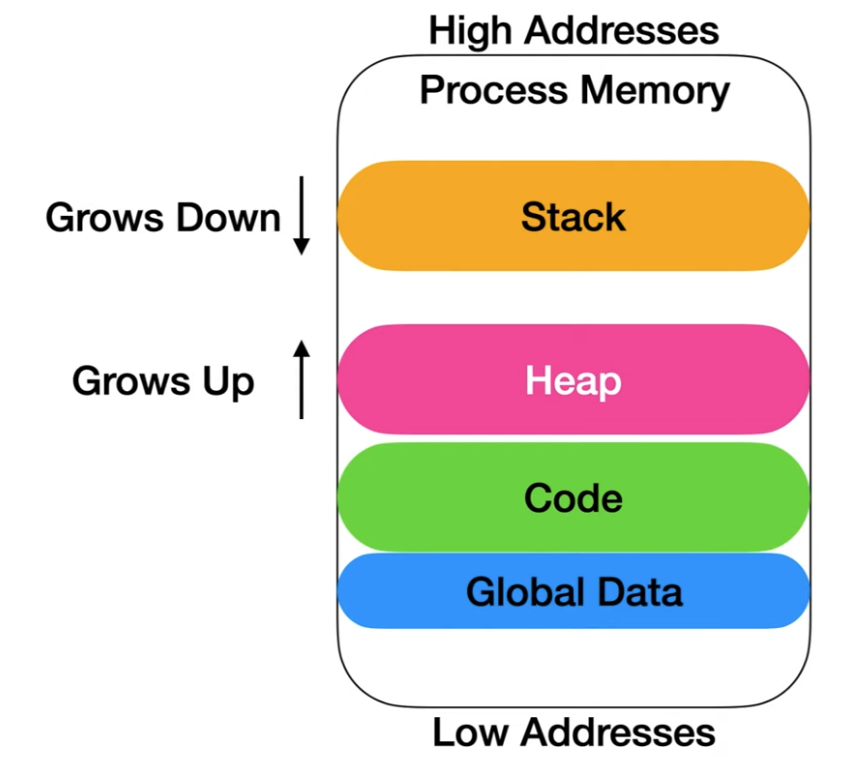 High Addresses
Process Memory
Grows Down
Stack
Grows Up
Heap
Code
Global Data
Low Addresses